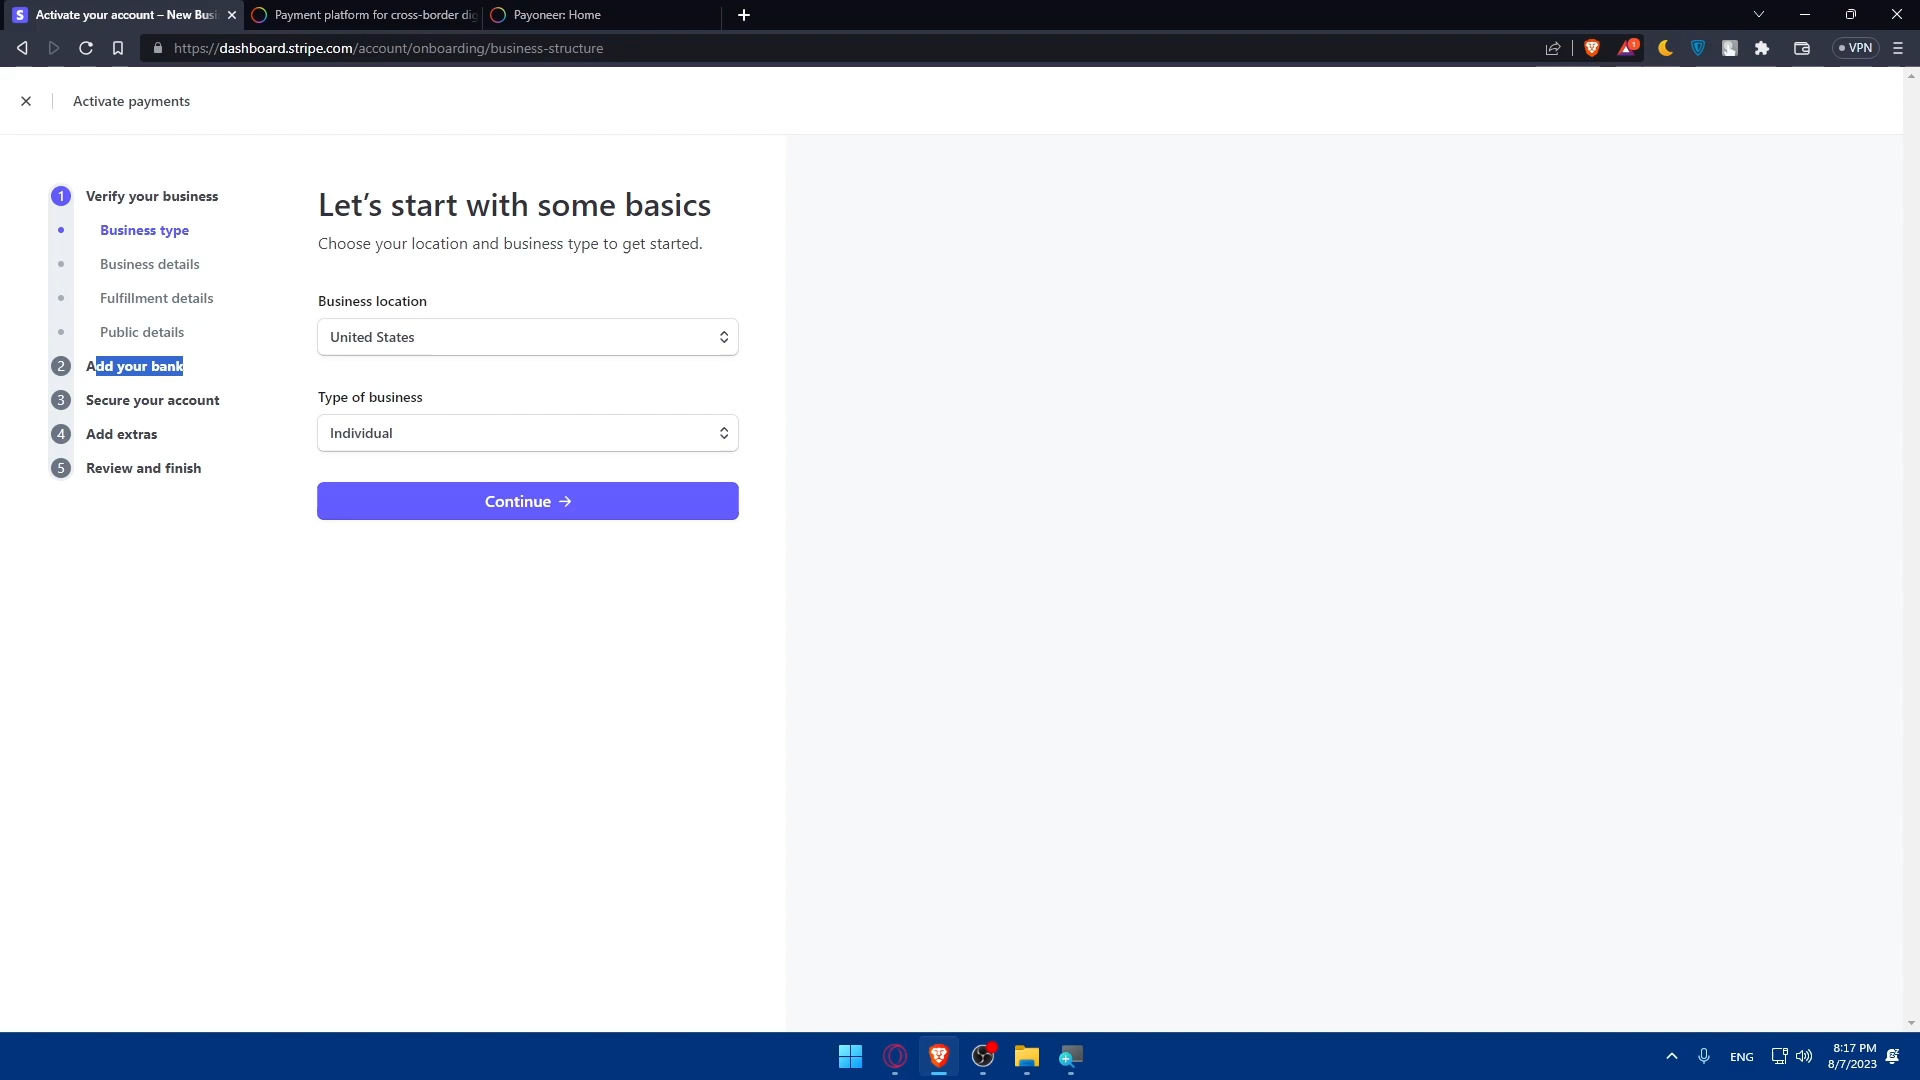 S Activate your account – New Busi
Payment platform for cross-border dig
Payoneer: Home
https://dashboard.stripe.com/account/onboarding/business-structure
1
VPN
Activate payments
1 Verify your business
Business type
Business details
Fulfillment details
Public details
2 Add your bank
3 Secure your account
4 Add extras
5 Review and finish
Let’s start with some basics
Choose your location and business type to get started.
Business location
United States
Type of business
Individual
Continue →
ENG
8:17 PM
8/7/2023